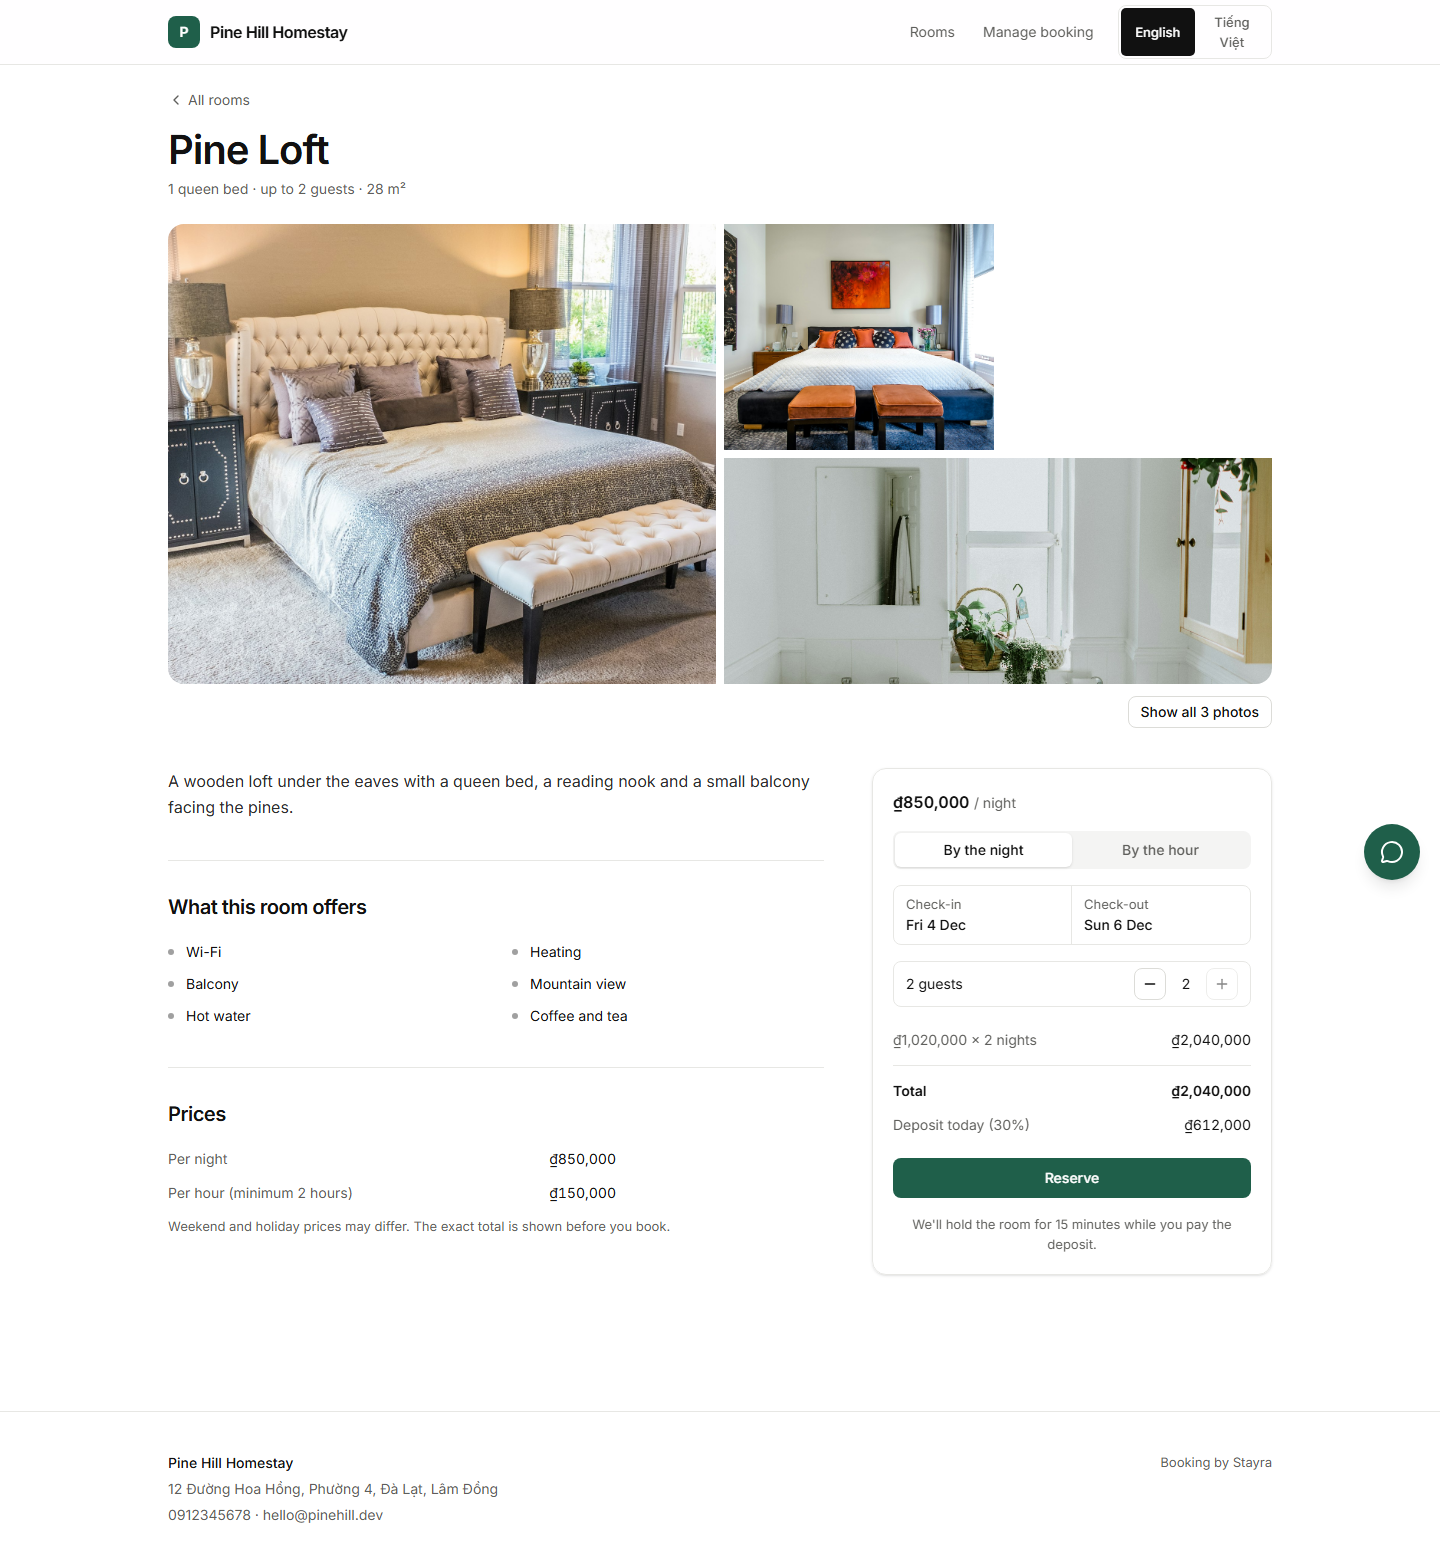 P Pine Hill Homestay
Rooms
Manage booking
English
Tiếng
Việt
All rooms
Pine Loft
1 queen bed · up to 2 guests · 28 m²
Show all 3 photos
A wooden loft under the eaves with a queen bed, a reading nook and a small balcony
facing the pines.
What this room offers
Wi-Fi
Heating
Balcony
Mountain view
Hot water
Coffee and tea
Prices
Per night ₫850,000
Per hour (minimum 2 hours) ₫150,000
Weekend and holiday prices may differ. The exact total is shown before you book.
₫850,000 / night
By the night
By the hour
Check-in
Fri 4 Dec
Check-out
Sun 6 Dec
2 guests
2
₫1,020,000 × 2 nights ₫2,040,000
Total ₫2,040,000
Deposit today (30%) ₫612,000
Reserve
We'll hold the room for 15 minutes while you pay the
deposit.
Pine Hill Homestay
12 Đường Hoa Hồng, Phường 4, Đà Lạt, Lâm Đồng
0912345678 · hello@pinehill.dev
Booking by Stayra